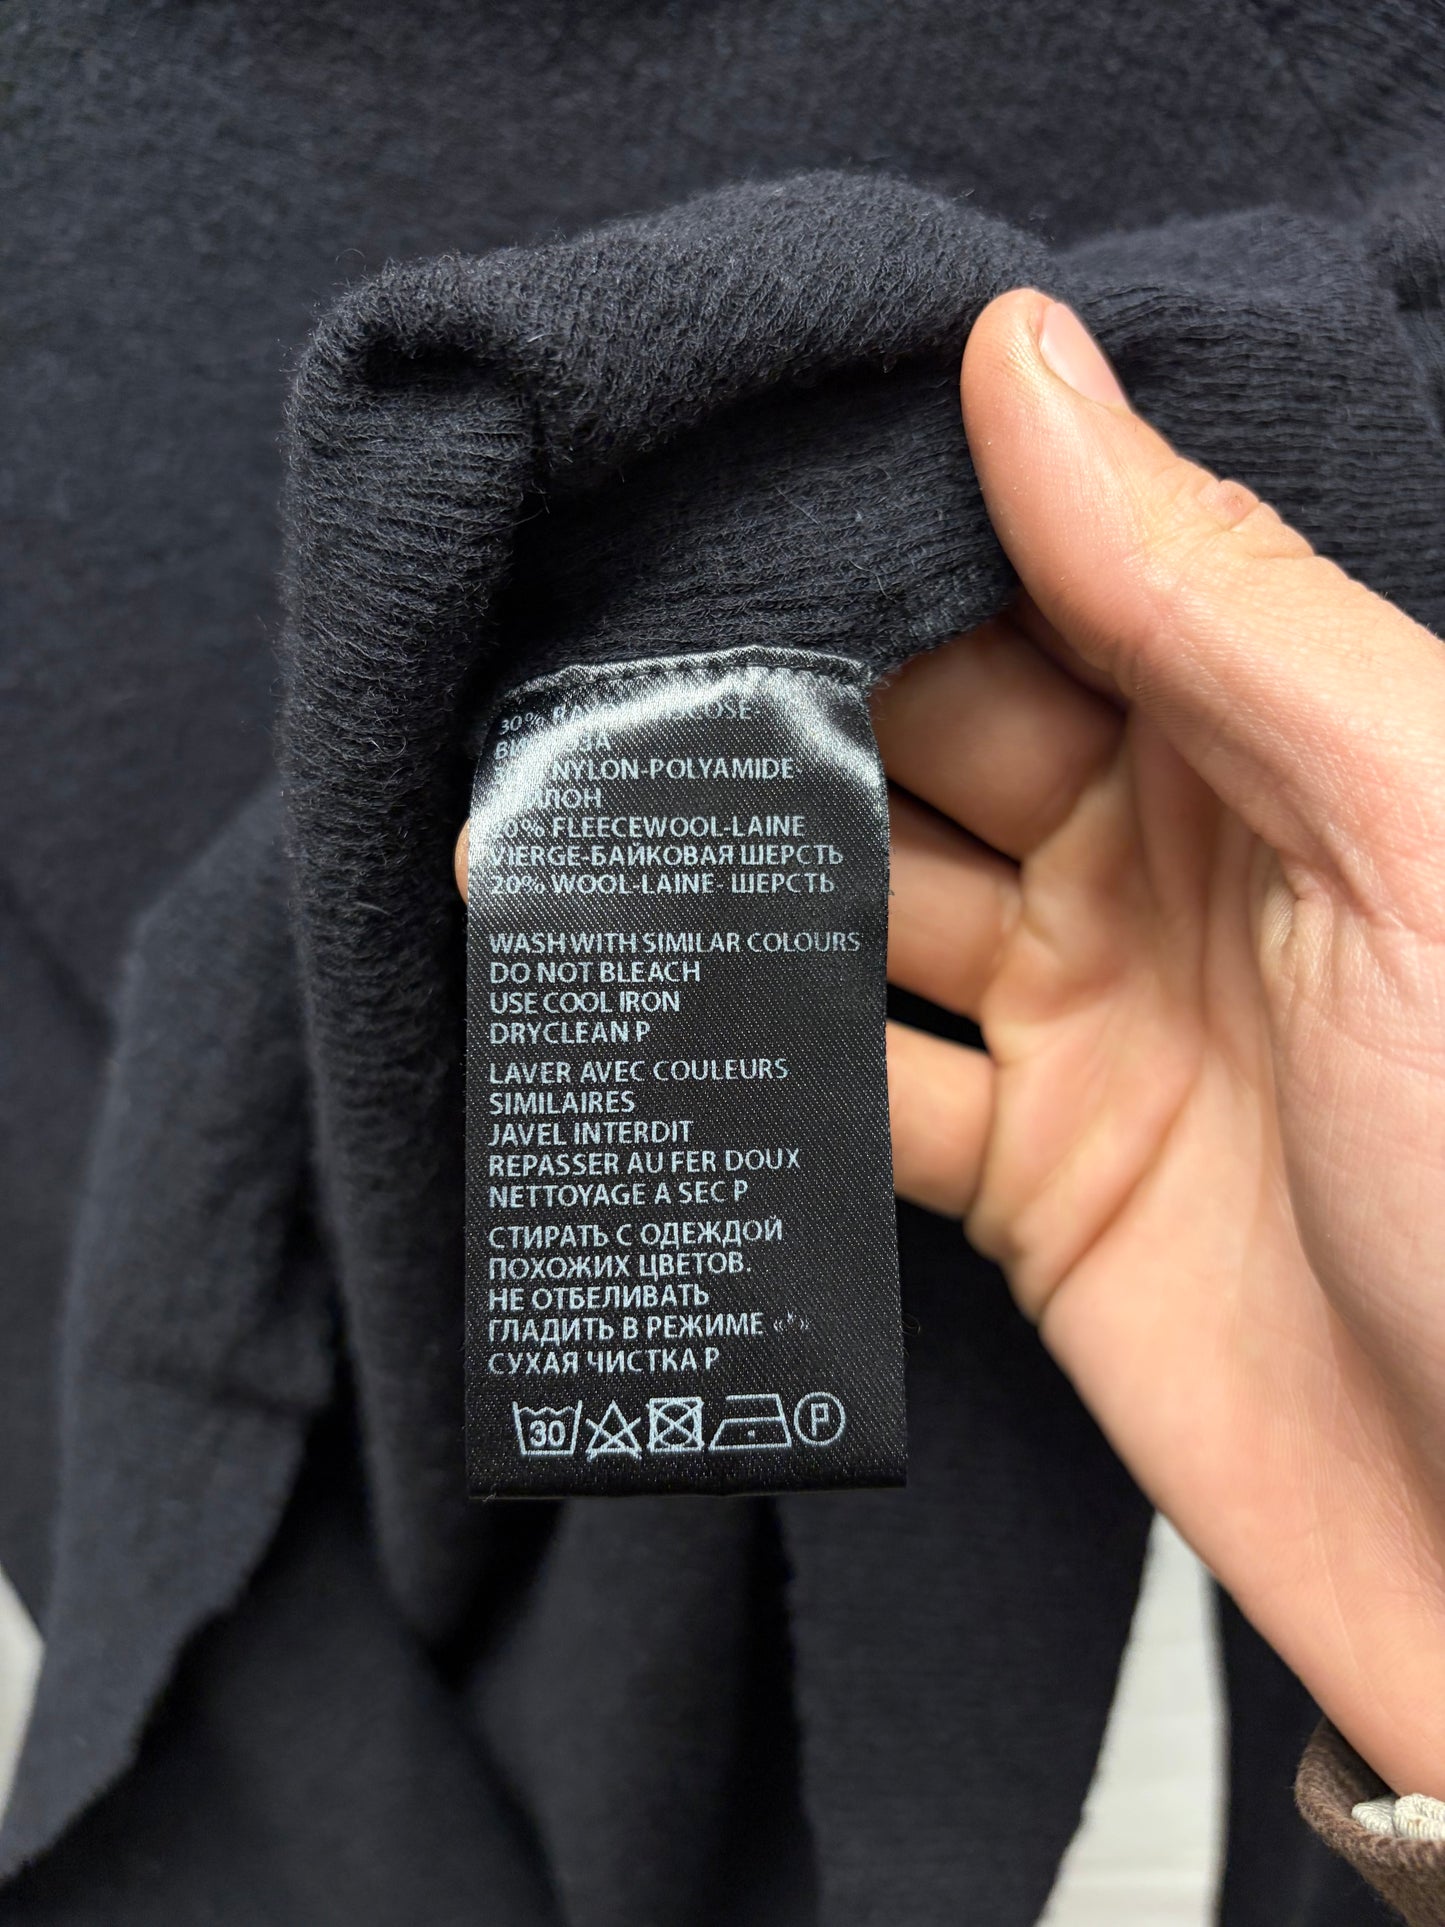 30%
NYLON-POLYAMIDE
20% FLEECEWOOL-LAINE
VIERGE-БАЙКОВАЯ ШЕРСТЬ
20% WOOL-LAINE- ШЕРСТЬ
WASH WITH SIMILAR COLOURS
DO NOT BLEACH
USE COOL IRON
DRYCLEAN P
LAVER AVEC COULEURS
SIMILAIRES
JAVEL INTERDIT
REPASSER AU FER DOUX
NETTOYAGE A SEC P
СТИРАТЬ С ОДЕЖДОЙ
ПОХОЖИХ ЦВЕТОВ.
НЕ ОТБЕЛИВАТЬ
ГЛАДИТЬ В РЕЖИМЕ «*»
СУХАЯ ЧИСТКА P
30 P